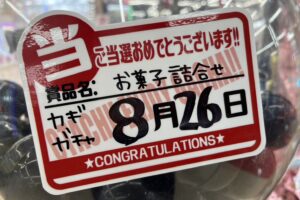 当
ご当選おめでとうございます!!
賞品名: お菓子詰合せ
カギ
ガチャ 8月26日
★CONGRATULATIONS★